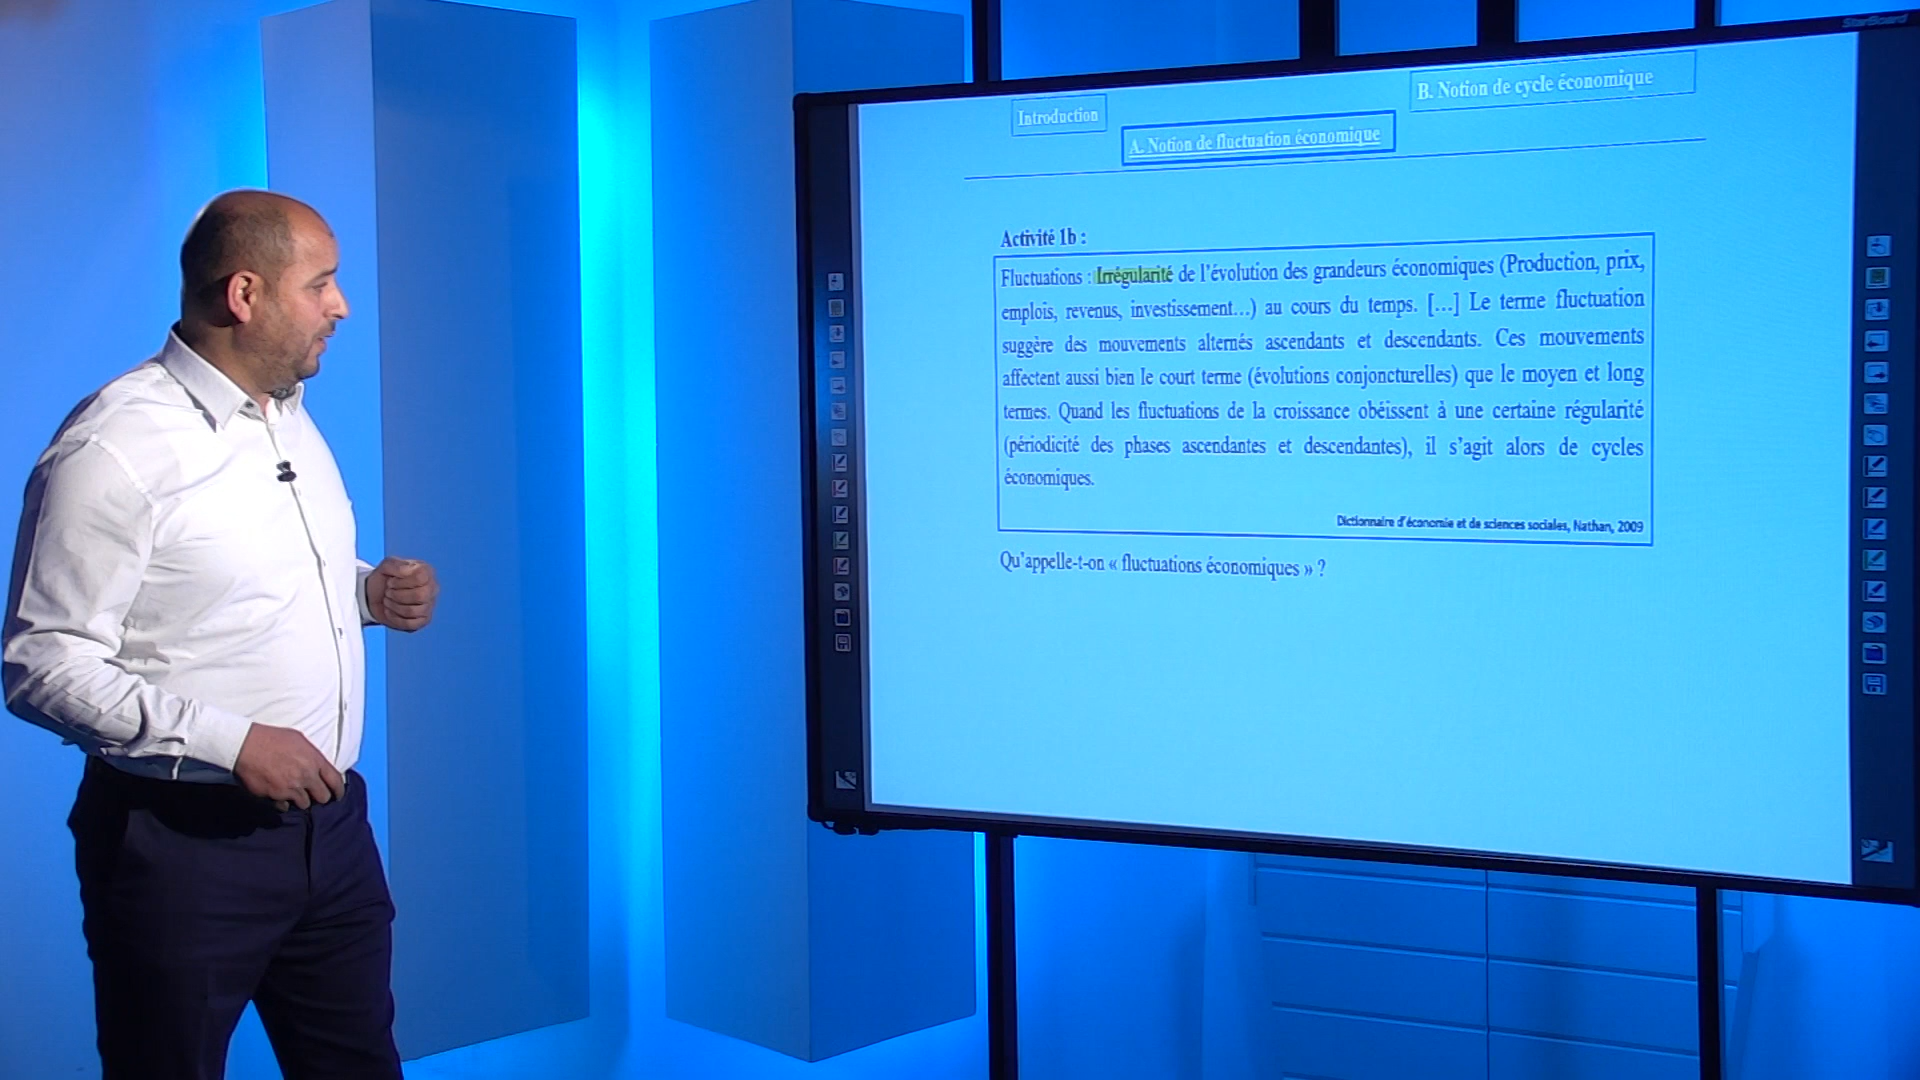 StarBoard
B. Notion de cycle économique
Introduction
A. Notion de fluctuation économique
Activité 1b :
Fluctuations : Irrégularité de l'évolution des grandeurs économiques (Production, prix,
emplois, revenus, investissement...) au cours du temps. [...] Le terme fluctuation
suggère des mouvements alternés ascendants et descendants. Ces mouvements
affectent aussi bien le court terme (évolutions conjoncturelles) que le moyen et long
termes. Quand les fluctuations de la croissance obéissent à une certaine régularité
(périodicité des phases ascendantes et descendantes), il s'agit alors de cycles
économiques.
Dictionnaire d'économie et de sciences sociales, Nathan, 2009
Qu'appelle-t-on « fluctuations économiques » ?